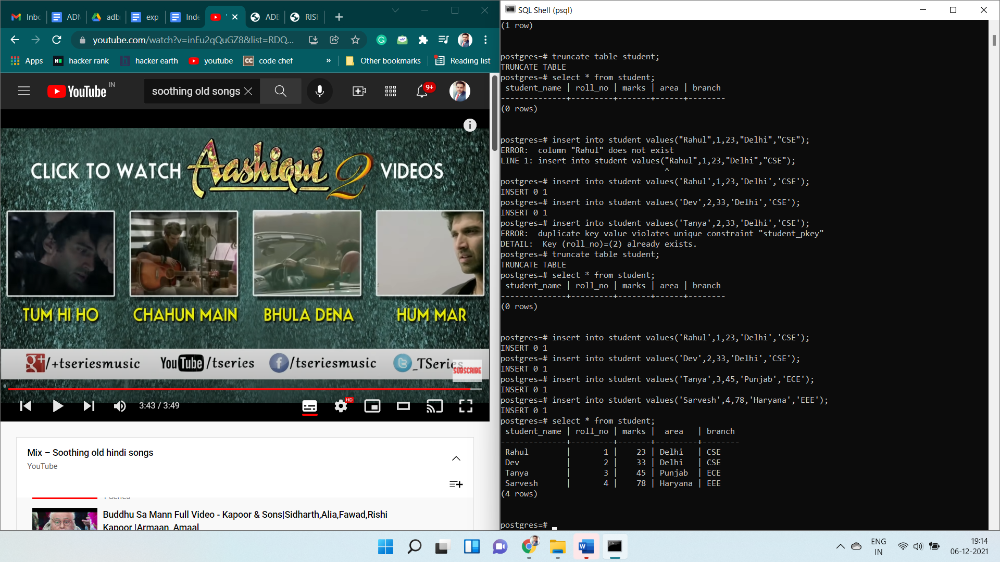 Inbo
ADM
adb
exp
Inde
ADB
RISH
youtube.com/watch?v=inEu2qQuGZ8&list=RDQ...
Apps
hacker rank
hacker earth
youtube
CC
code chef
»
Other bookmarks
Reading list
YouTube IN
soothing old songs
9+
CLICK TO WATCH Aashiqui 2 VIDEOS
TUM HI HO
CHAHUN MAIN
BHULA DENA
HUM MAR
g+/+tseriesmusic
YouTube/tseries
f/tseriesmusic
_TSeries
SUBSCRIBE
3:43 / 3:49
HD
Mix – Soothing old hindi songs
YouTube
Buddhu Sa Mann Full Video - Kapoor & Sons|Sidharth,Alia,Fawad,Rishi
Kapoor |Armaan, Amaal
SQL Shell (psql)
(1 row)
postgres=# truncate table student;
TRUNCATE TABLE
postgres=# select * from student;
student_name | roll_no | marks | area | branch
--------------+---------+-------+------+--------
(0 rows)
postgres=# insert into student values("Rahul",1,23,"Delhi","CSE");
ERROR:  column "Rahul" does not exist
LINE 1: insert into student values("Rahul",1,23,"Delhi","CSE");
^
postgres=# insert into student values('Rahul',1,23,'Delhi','CSE');
INSERT 0 1
postgres=# insert into student values('Dev',2,33,'Delhi','CSE');
INSERT 0 1
postgres=# insert into student values('Tanya',2,33,'Delhi','CSE');
ERROR:  duplicate key value violates unique constraint "student_pkey"
DETAIL:  Key (roll_no)=(2) already exists.
postgres=# truncate table student;
TRUNCATE TABLE
postgres=# select * from student;
student_name | roll_no | marks | area | branch
--------------+---------+-------+------+--------
(0 rows)
postgres=# insert into student values('Rahul',1,23,'Delhi','CSE');
INSERT 0 1
postgres=# insert into student values('Dev',2,33,'Delhi','CSE');
INSERT 0 1
postgres=# insert into student values('Tanya',3,45,'Punjab','ECE');
INSERT 0 1
postgres=# insert into student values('Sarvesh',4,78,'Haryana','EEE');
INSERT 0 1
postgres=# select * from student;
student_name | roll_no | marks |  area   | branch
--------------+---------+-------+---------+--------
Rahul        |       1 |    23 | Delhi   | CSE
Dev          |       2 |    33 | Delhi   | CSE
Tanya        |       3 |    45 | Punjab  | ECE
Sarvesh      |       4 |    78 | Haryana | EEE
(4 rows)
postgres=#
ENG
IN
19:14
06-12-2021